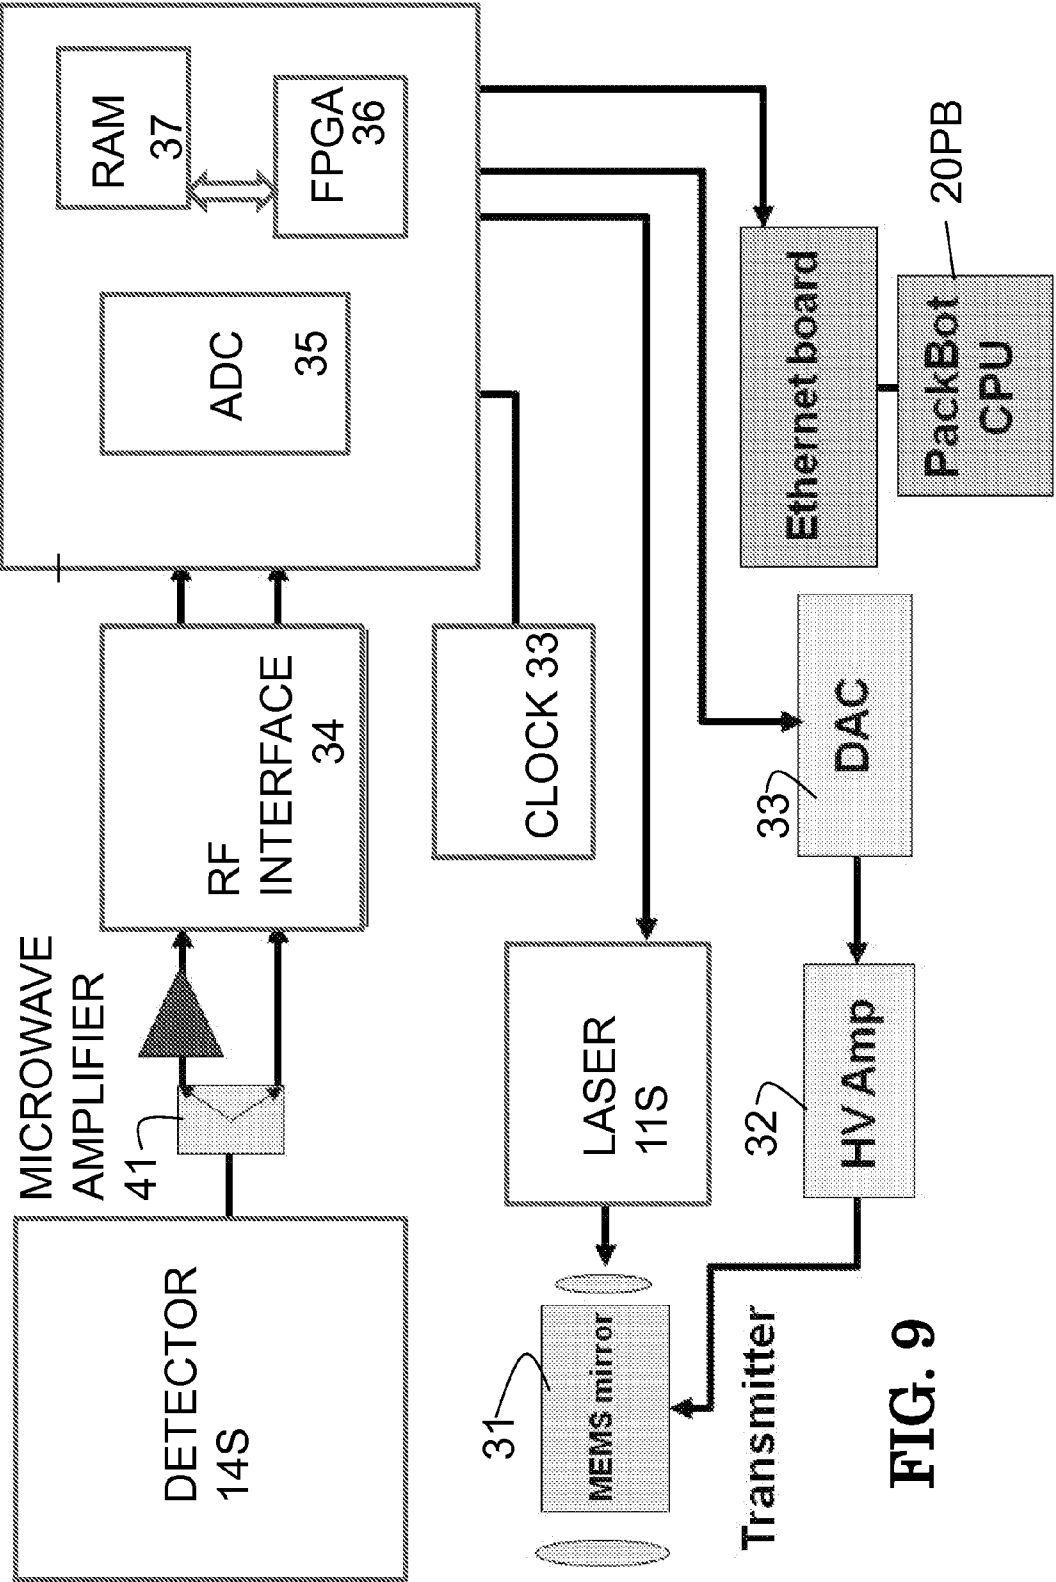 MICROWAVE
AMPLIFIER
41
DETECTOR
14S
RF
INTERFACE
34
ADC
35
RAM
37
FPGA
36
CLOCK 33
LASER
11S
31
MEMS mirror
Transmitter
32
HV Amp
33
DAC
Ethernet board
PackBot
CPU
20PB
FIG. 9